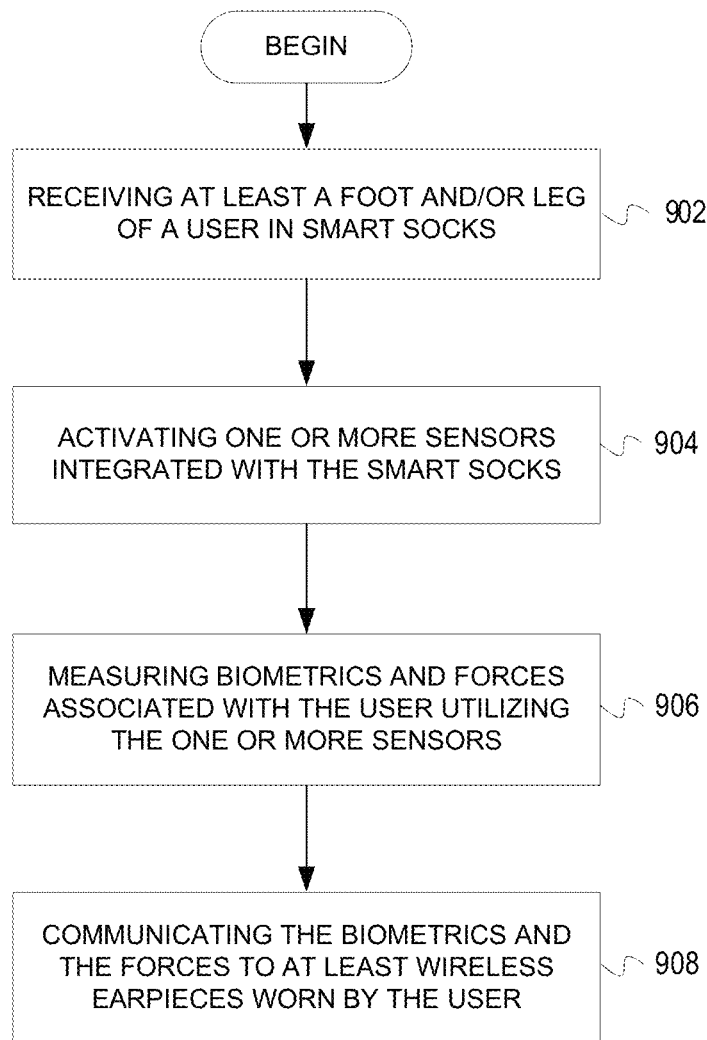 BEGIN
RECEIVING AT LEAST A FOOT AND/OR LEG
OF A USER IN SMART SOCKS
902
ACTIVATING ONE OR MORE SENSORS
INTEGRATED WITH THE SMART SOCKS
904
MEASURING BIOMETRICS AND FORCES
ASSOCIATED WITH THE USER UTILIZING
THE ONE OR MORE SENSORS
906
COMMUNICATING THE BIOMETRICS AND
THE FORCES TO AT LEAST WIRELESS
EARPIECES WORN BY THE USER
908